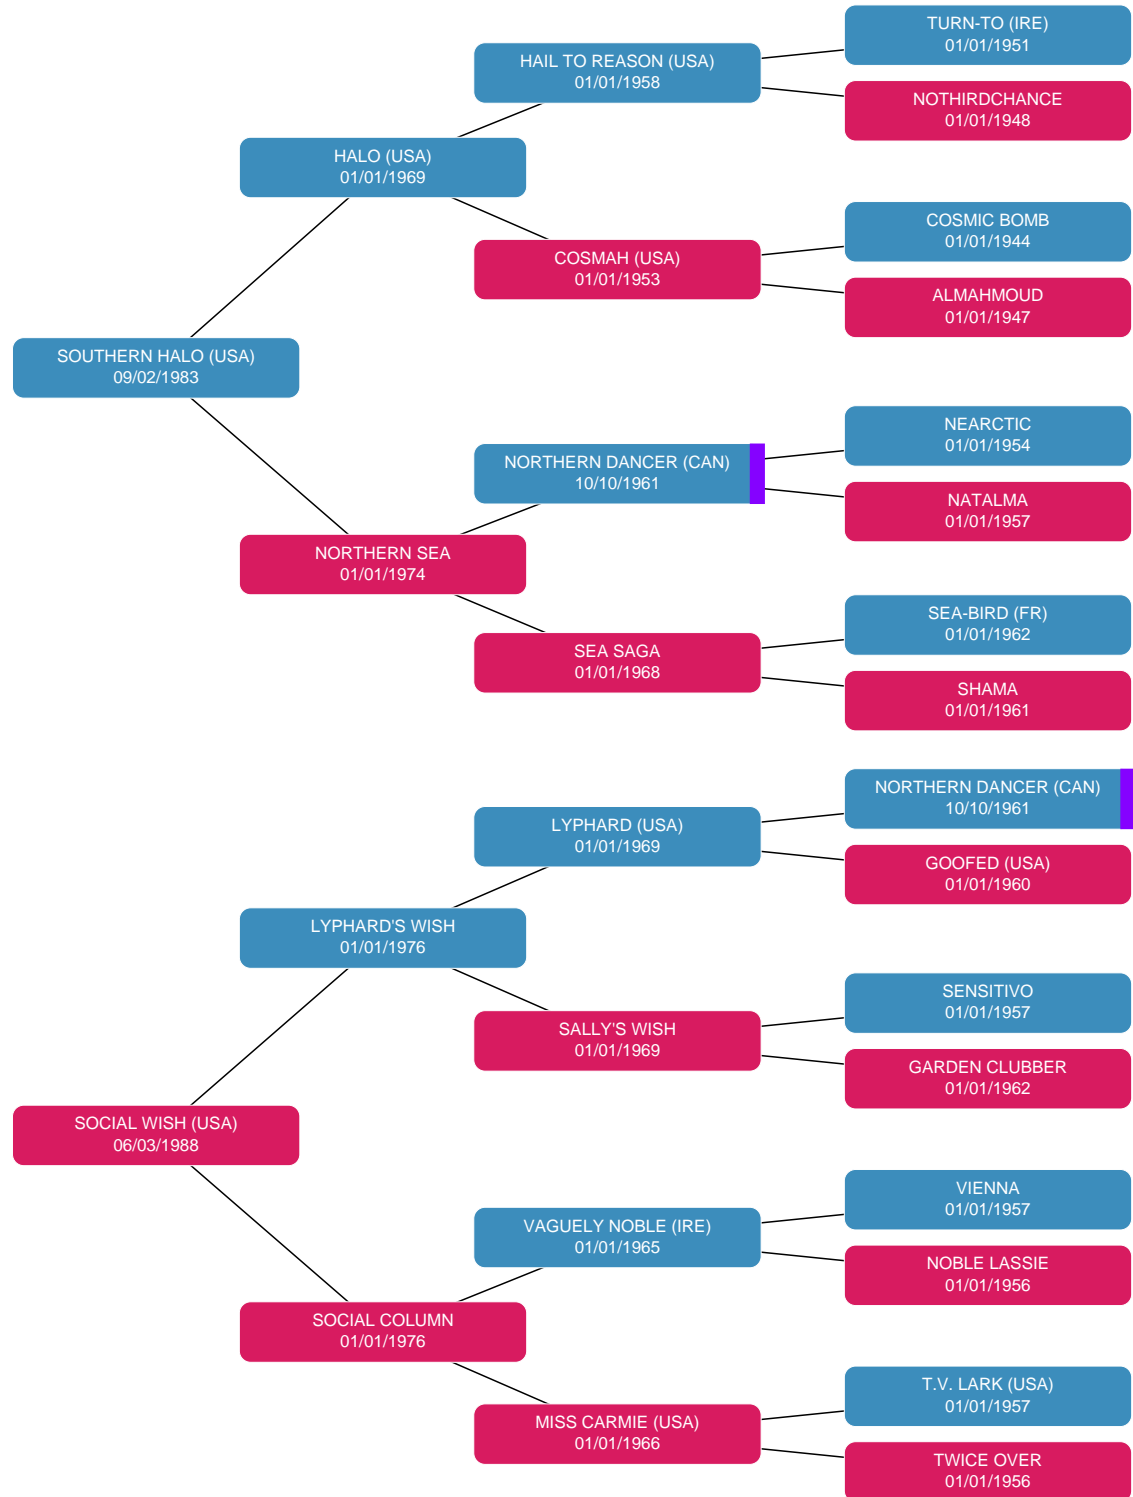 TURN-TO (IRE)
01/01/1951
HAIL TO REASON (USA)
01/01/1958
NOTHIRDCHANCE
01/01/1948
HALO (USA)
01/01/1969
COSMIC BOMB
01/01/1944
COSMAH (USA)
01/01/1953
ALMAHMOUD
01/01/1947
SOUTHERN HALO (USA)
09/02/1983
NEARCTIC
01/01/1954
NORTHERN DANCER (CAN)
10/10/1961
NATALMA
01/01/1957
NORTHERN SEA
01/01/1974
SEA-BIRD (FR)
01/01/1962
SEA SAGA
01/01/1968
SHAMA
01/01/1961
NORTHERN DANCER (CAN)
10/10/1961
LYPHARD (USA)
01/01/1969
GOOFED (USA)
01/01/1960
LYPHARD'S WISH
01/01/1976
SENSITIVO
01/01/1957
SALLY'S WISH
01/01/1969
GARDEN CLUBBER
01/01/1962
SOCIAL WISH (USA)
06/03/1988
VIENNA
01/01/1957
VAGUELY NOBLE (IRE)
01/01/1965
NOBLE LASSIE
01/01/1956
SOCIAL COLUMN
01/01/1976
T.V. LARK (USA)
01/01/1957
MISS CARMIE (USA)
01/01/1966
TWICE OVER
01/01/1956